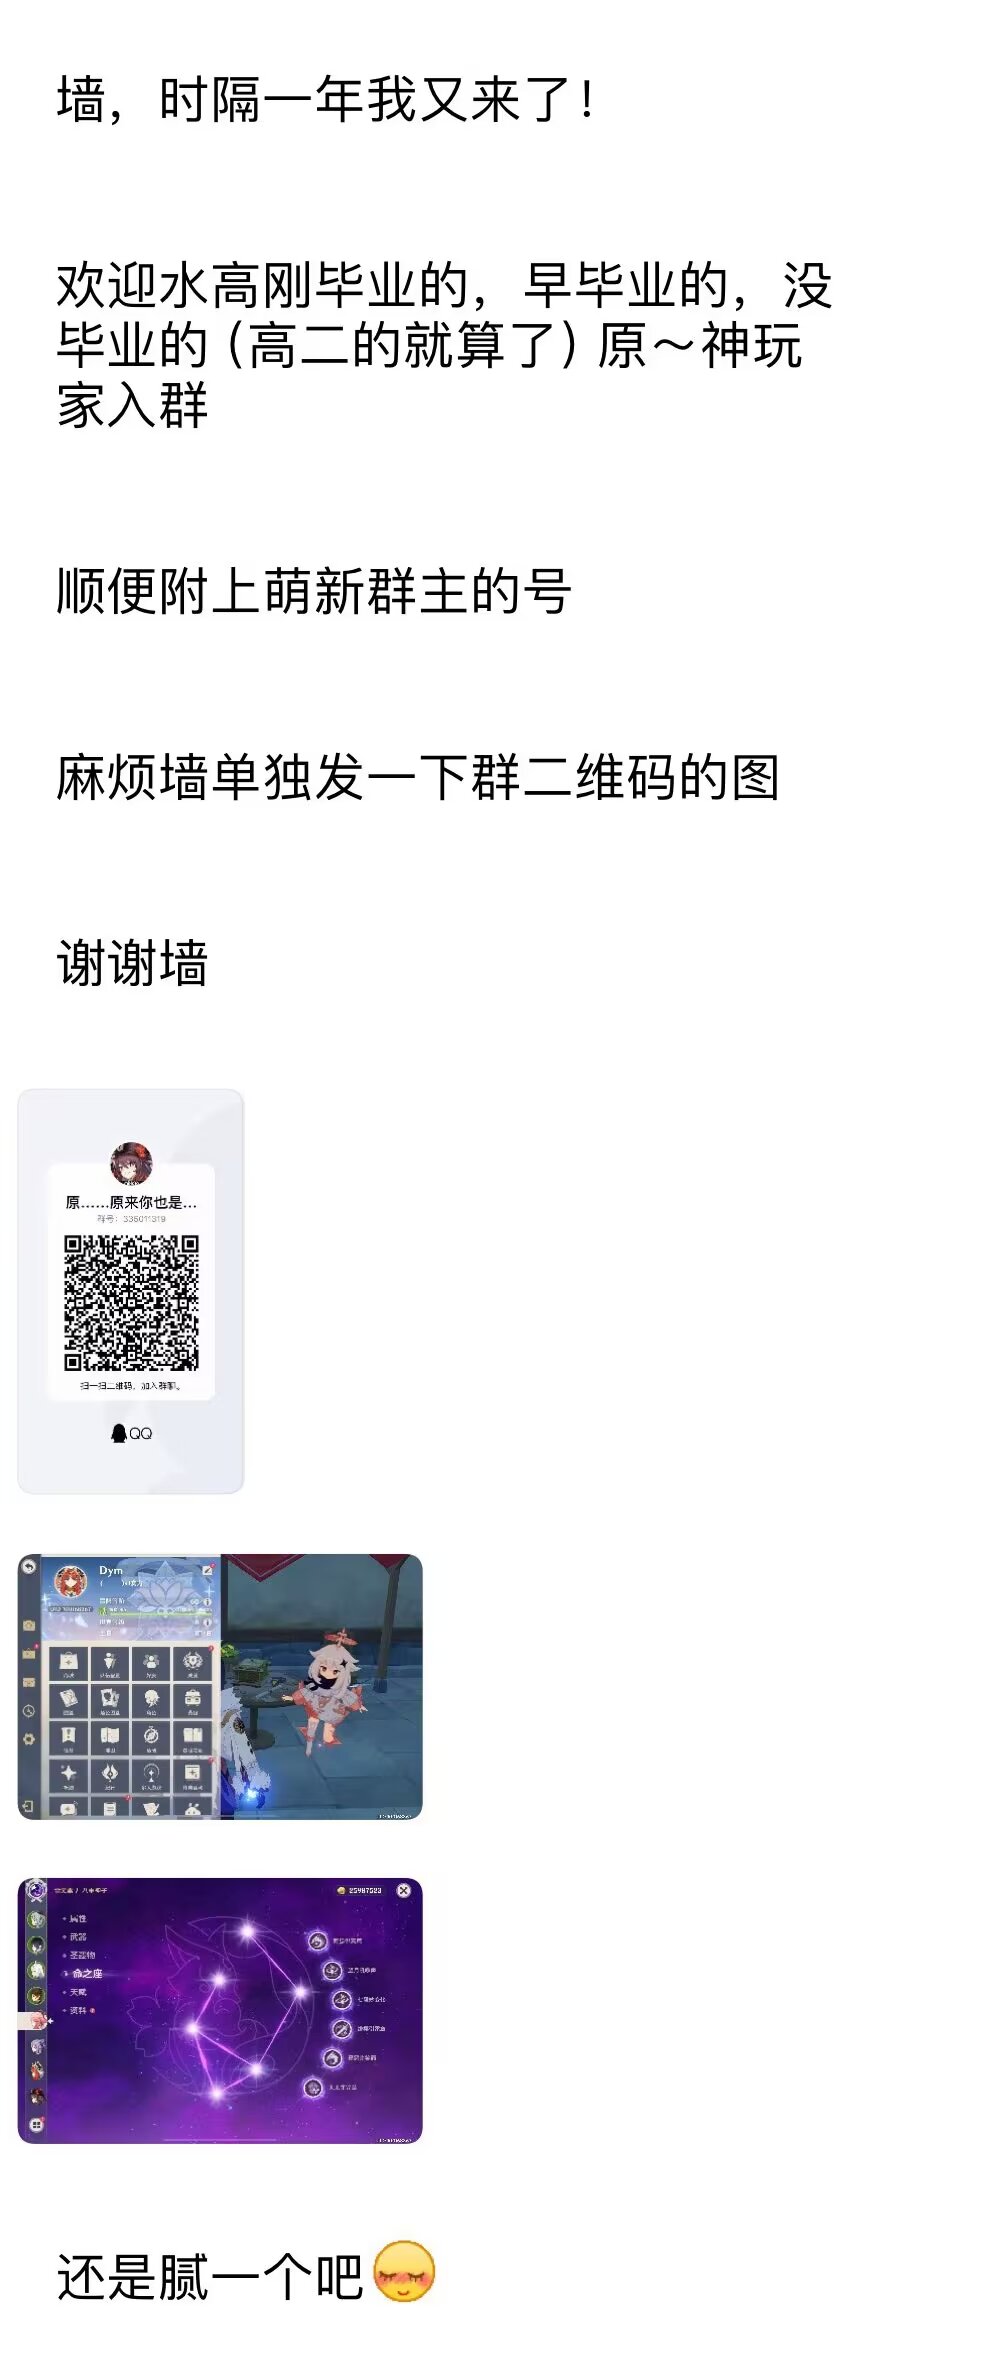 墙，时隔一年我又来了！
欢迎水高刚毕业的，早毕业的，没
毕业的（高二的就算了）原～神玩
家入群
顺便附上萌新群主的号
麻烦墙单独发一下群二维码的图
谢谢墙
原……原来你也是…
群号：336011319
扫一扫二维码，加入群聊。
QQ
Dym
25987523
属性
武器
圣遗物
命之座
天赋
资料
还是腻一个吧